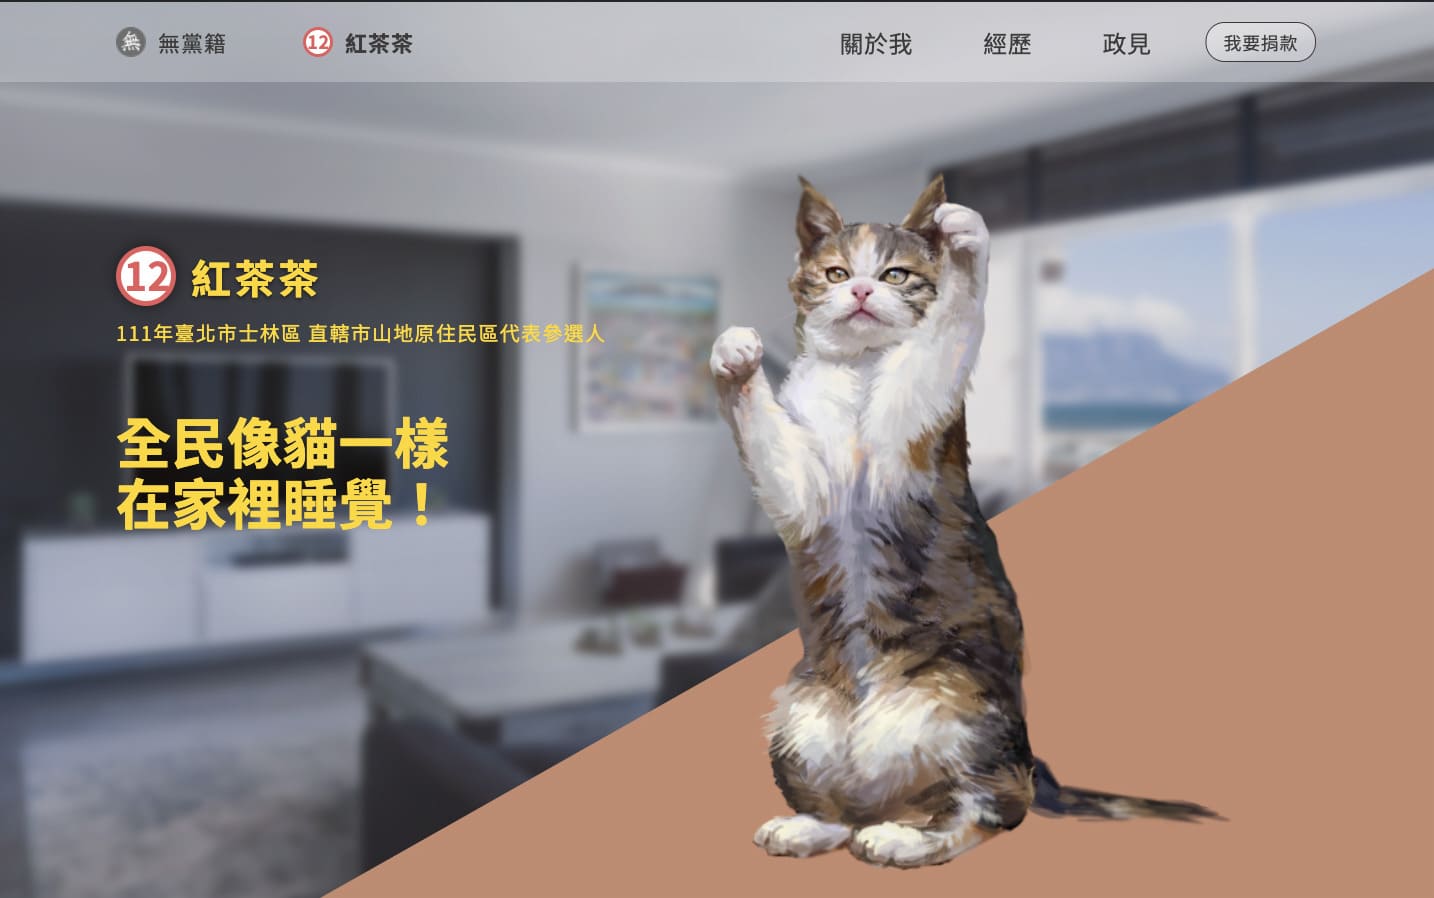 無 無黨籍 12 紅茶茶 關於我 經歷 政見 我要捐款
12 紅茶茶
111年臺北市士林區 直轄市山地原住民區代表參選人
全民像貓一樣
在家裡睡覺！